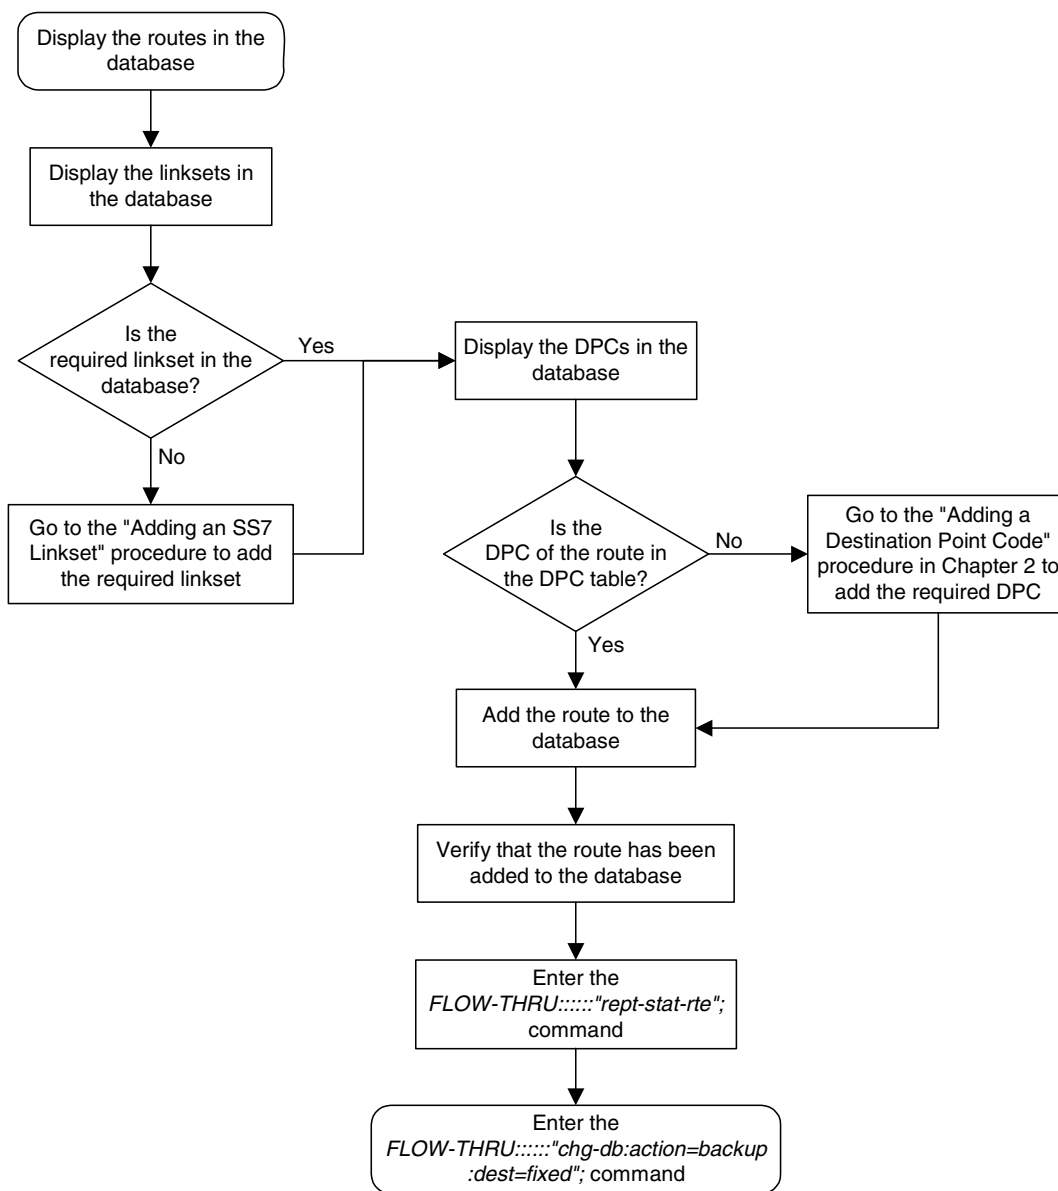 Display the routes in the
database
Display the linksets in
the database
Is the
required linkset in the
database?
Yes
No
Go to the "Adding an SS7
Linkset" procedure to add
the required linkset
Display the DPCs in the
database
Is the
DPC of the route in
the DPC table?
No
Yes
Go to the "Adding a
Destination Point Code"
procedure in Chapter 2 to
add the required DPC
Add the route to the
database
Verify that the route has been
added to the database
Enter the
FLOW-THRU::::::"rept-stat-rte";
command
Enter the
FLOW-THRU::::::"chg-db:action=backup
:dest=fixed"; command